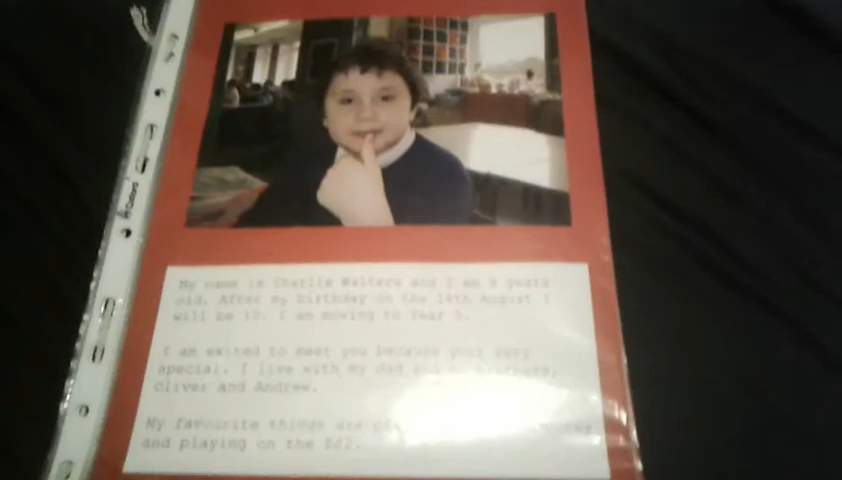 Oxford
My name is Charlie Walters and I am 9 years
old. After my birthday on the 14th August I
will be 10. I am moving to Year 5.
I am exited to meet you because your very
special. I live with my dad and my brothers,
Oliver and Andrew.
My favourite things are
and playing on the PS2.